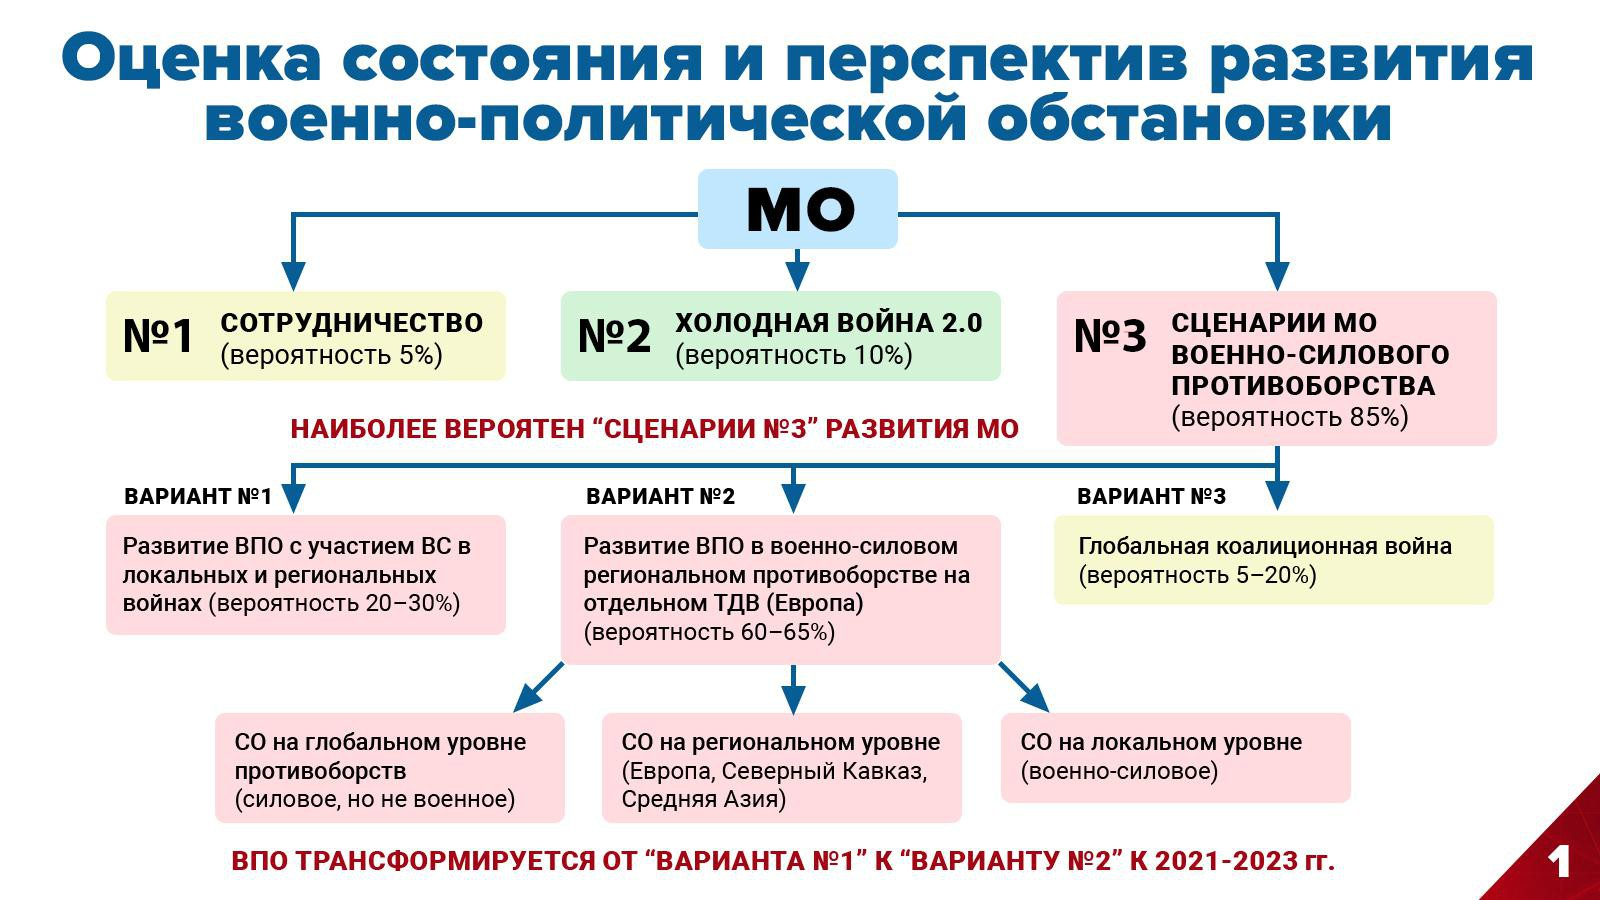 Оценка состояния и перспектив развития
военно-политической обстановки
МО
№1
СОТРУДНИЧЕСТВО
(вероятность 5%)
№2
ХОЛОДНАЯ ВОЙНА 2.0
(вероятность 10%)
№3
СЦЕНАРИИ МО
ВОЕННО-СИЛОВОГО
ПРОТИВОБОРСТВА
(вероятность 85%)
НАИБОЛЕЕ ВЕРОЯТЕН “СЦЕНАРИИ №3” РАЗВИТИЯ МО
ВАРИАНТ №1
Развитие ВПО с участием ВС в
локальных и региональных
войнах (вероятность 20–30%)
ВАРИАНТ №2
Развитие ВПО в военно-силовом
региональном противоборстве на
отдельном ТДВ (Европа)
(вероятность 60–65%)
ВАРИАНТ №3
Глобальная коалиционная война
(вероятность 5–20%)
СО на глобальном уровне
противоборств
(силовое, но не военное)
СО на региональном уровне
(Европа, Северный Кавказ,
Средняя Азия)
СО на локальном уровне
(военно-силовое)
ВПО ТРАНСФОРМИРУЕТСЯ ОТ “ВАРИАНТА №1” К “ВАРИАНТУ №2” К 2021-2023 гг.
1